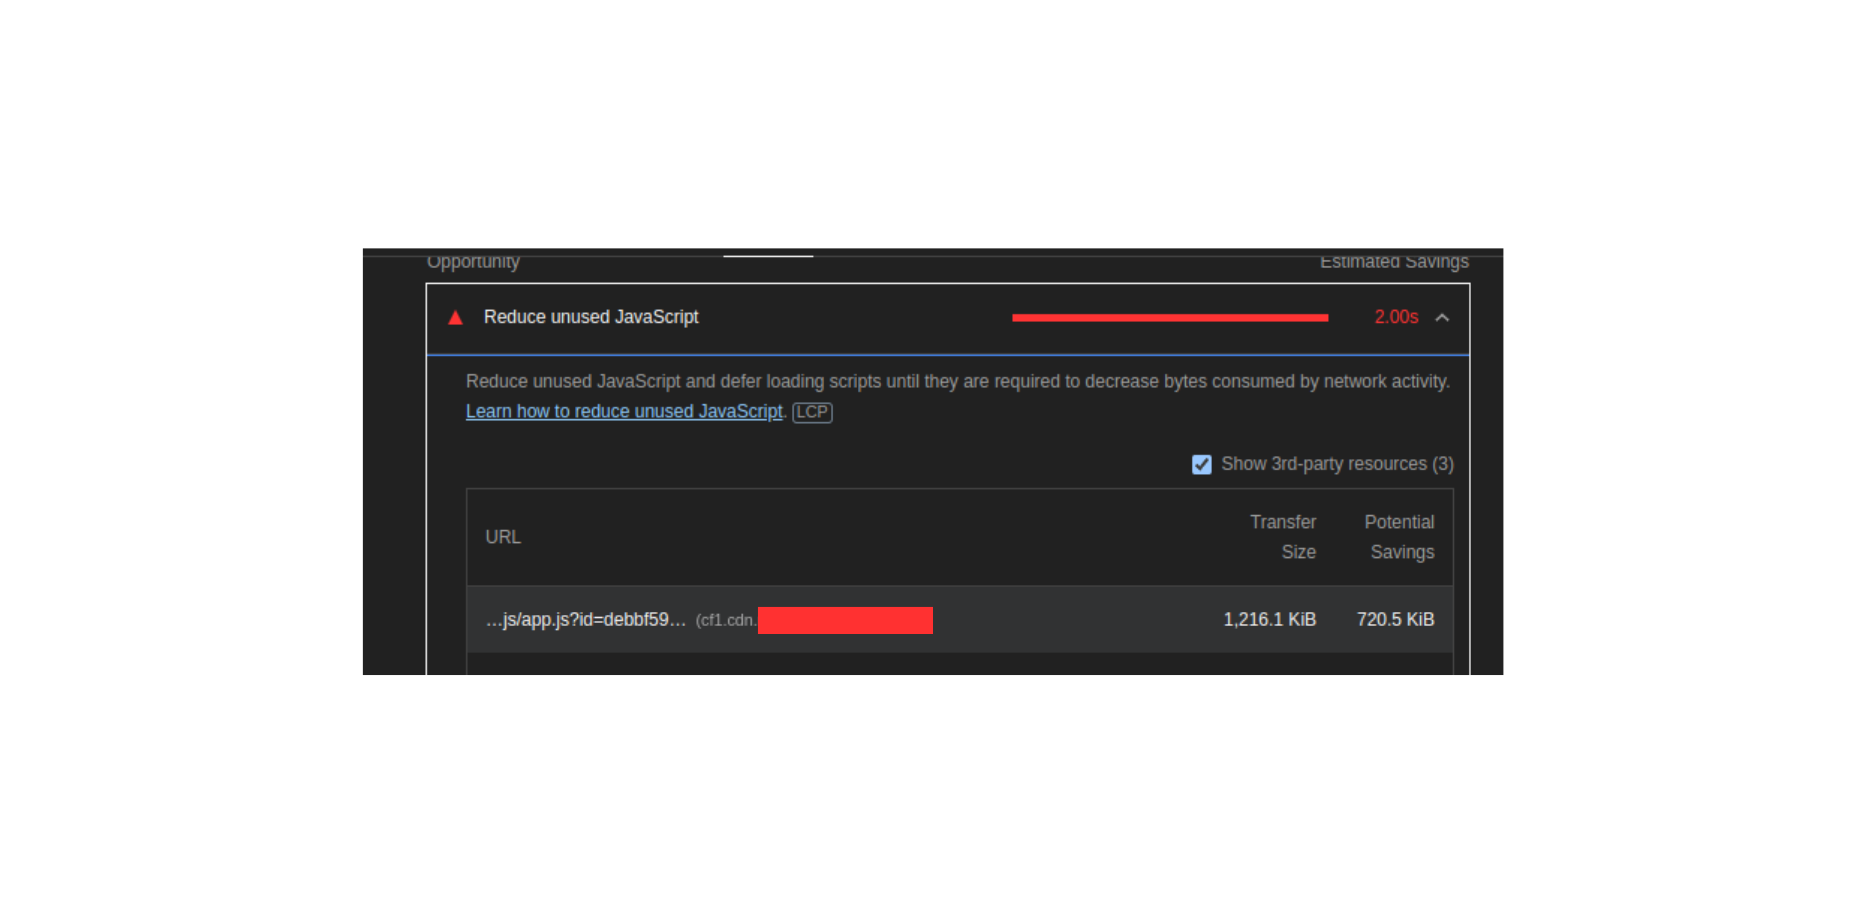 Opportunity Estimated Savings
Reduce unused JavaScript 2.00s
Reduce unused JavaScript and defer loading scripts until they are required to decrease bytes consumed by network activity.
Learn how to reduce unused JavaScript. LCP
Show 3rd-party resources (3)
URL
Transfer Size
Potential Savings
…js/app.js?id=debbf59… (cf1.cdn. 1,216.1 KiB 720.5 KiB